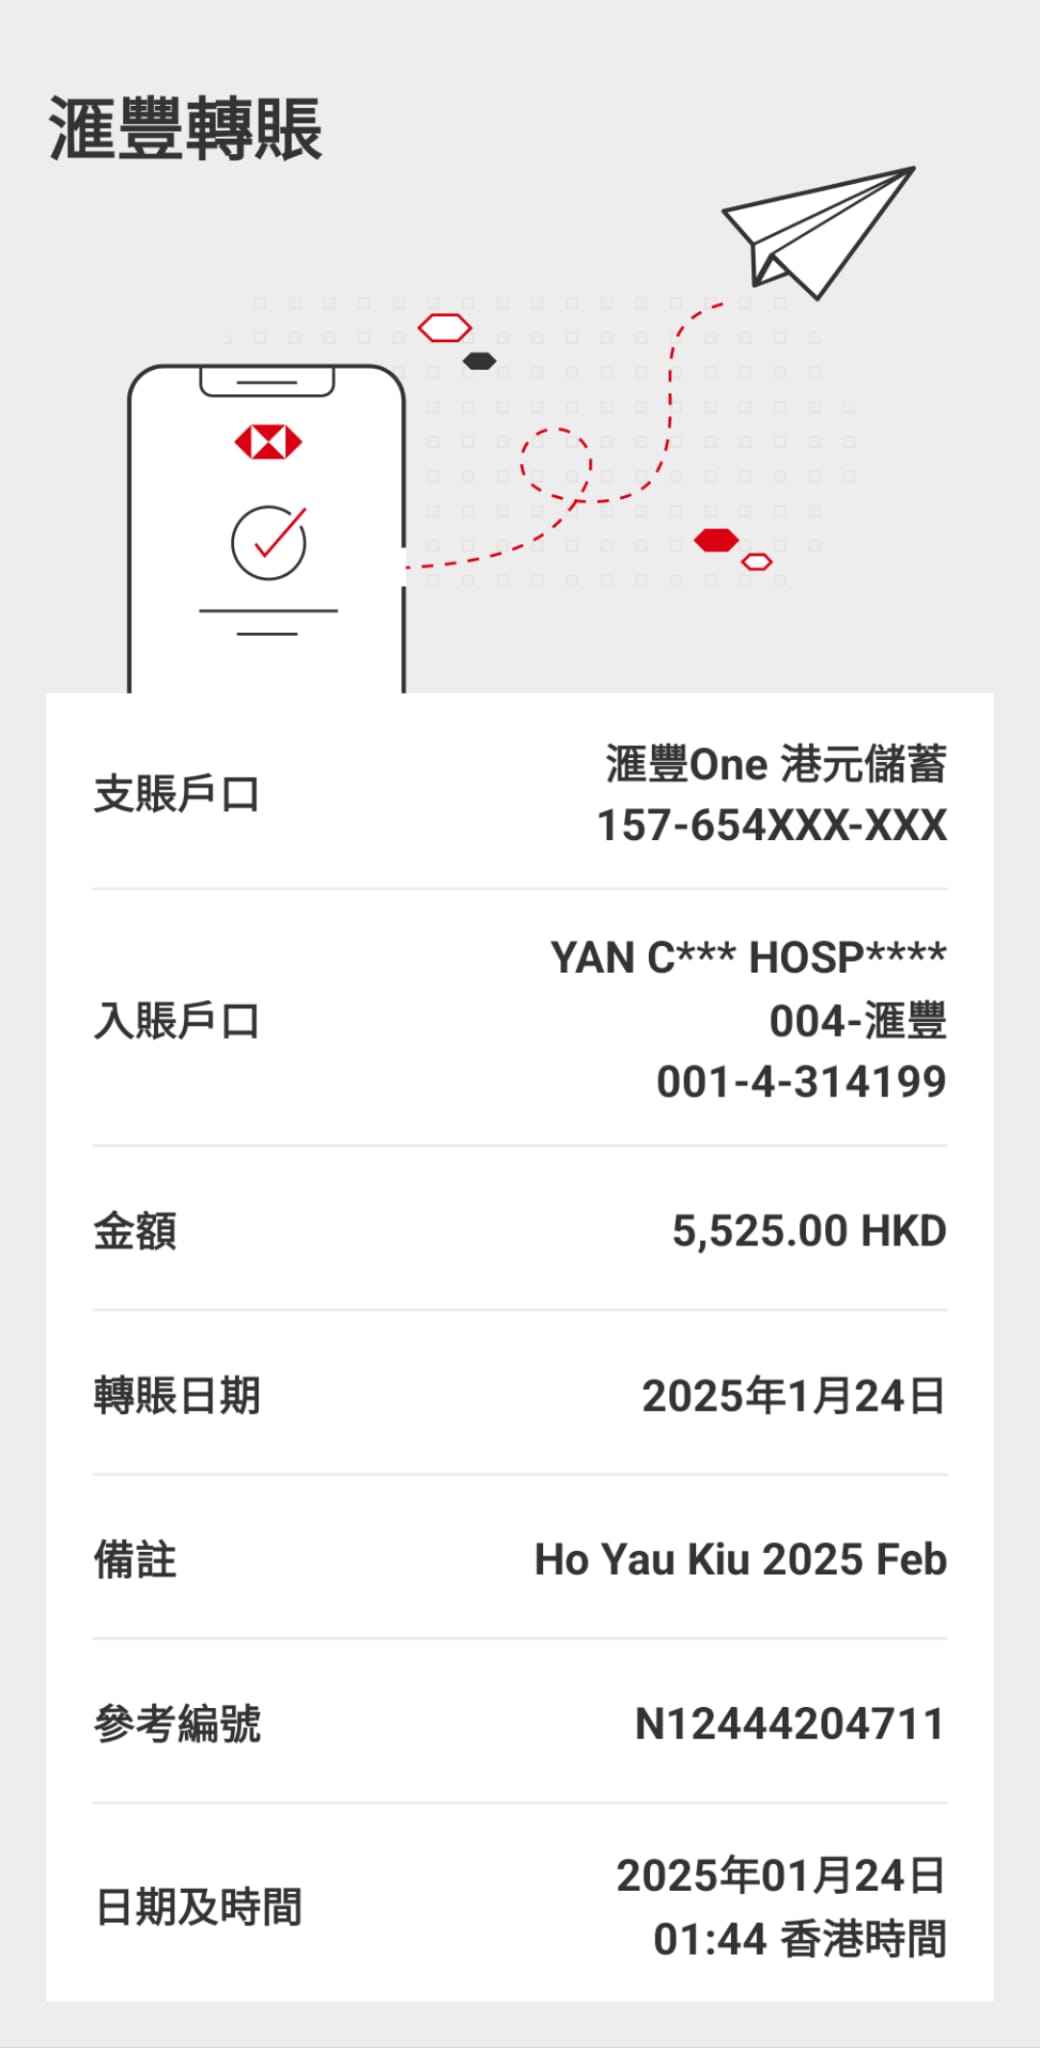 滙豐轉賬
支賬戶口
滙豐One 港元儲蓄
157-654XXX-XXX
入賬戶口
YAN C*** HOSP****
004-滙豐
001-4-314199
金額
5,525.00 HKD
轉賬日期
2025年1月24日
備註
Ho Yau Kiu 2025 Feb
參考編號
N12444204711
日期及時間
2025年01月24日
01:44 香港時間